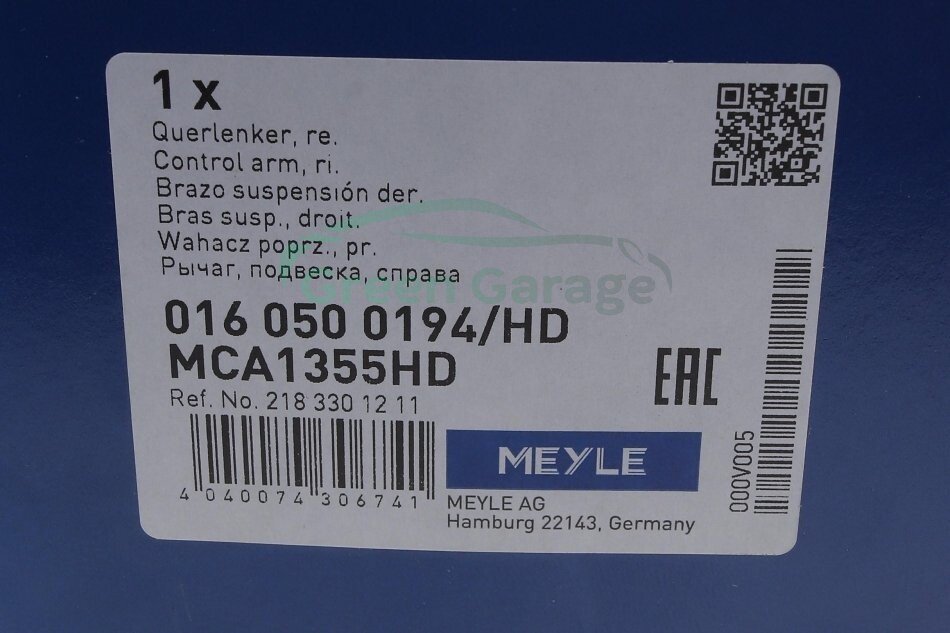 1 x
Querlenker, re.
Control arm, ri.
Brazo suspensión der.
Bras susp., droit.
Wahacz poprz., pr.
Рычаг, подвеска, справа
Green Garage
016 050 0194/HD
MCA1355HD
EAC
Ref. No. 218 330 12 11
4 040074 306741
MEYLE
MEYLE AG
Hamburg 22143, Germany
000V005